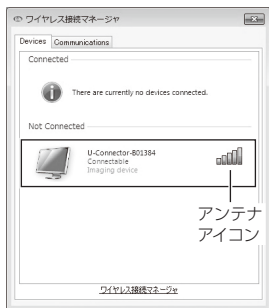 ワイヤレス接続マネージャ
Devices Communications
Connected
There are currently no devices connected.
Not Connected
U-Connector-B01384
Connectable
Imaging device
アンテナ
アイコン
ワイヤレス接続マネージャ